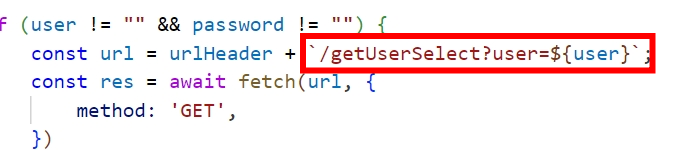 f (user != "" && password != "") {
const url = urlHeader + `/getUserSelect?user=${user}`;
const res = await fetch(url, {
method: 'GET',
})